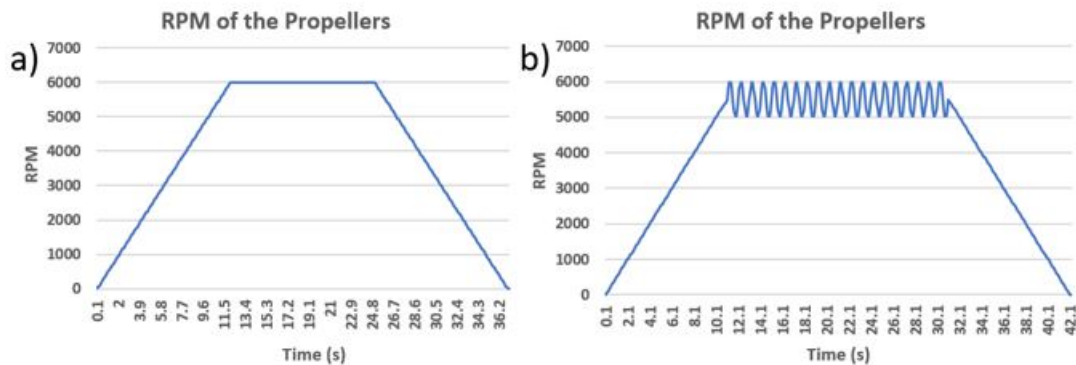 RPM of the Propellers
a)
7000
6000
5000
4000
3000
2000
1000
0
RPM
0.1 2 3.9 5.8 7.7 9.6 11.5 13.4 15.3 17.2 19.1 21 22.9 24.8 26.7 28.6 30.5 32.4 34.3 36.2
Time (s)
RPM of the Propellers
b)
7000
6000
5000
4000
3000
2000
1000
0
RPM
0.1 2.1 4.1 6.1 8.1 10.1 12.1 14.1 16.1 18.1 20.1 22.1 24.1 26.1 28.1 30.1 32.1 34.1 36.1 38.1 40.1 42.1
Time (s)